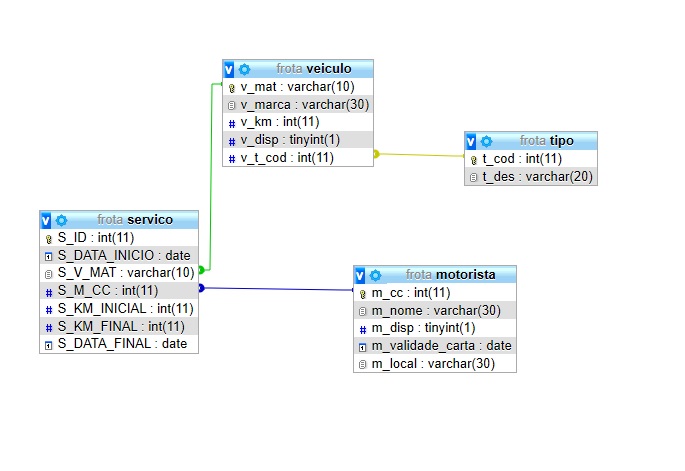 frota veiculo
v_mat : varchar(10)
v_marca : varchar(30)
v_km : int(11)
v_disp : tinyint(1)
v_t_cod : int(11)
frota tipo
t_cod : int(11)
t_des : varchar(20)
frota servico
S_ID : int(11)
S_DATA_INICIO : date
S_V_MAT : varchar(10)
S_M_CC : int(11)
S_KM_INICIAL : int(11)
S_KM_FINAL : int(11)
S_DATA_FINAL : date
frota motorista
m_cc : int(11)
m_nome : varchar(30)
m_disp : tinyint(1)
m_validade_carta : date
m_local : varchar(30)